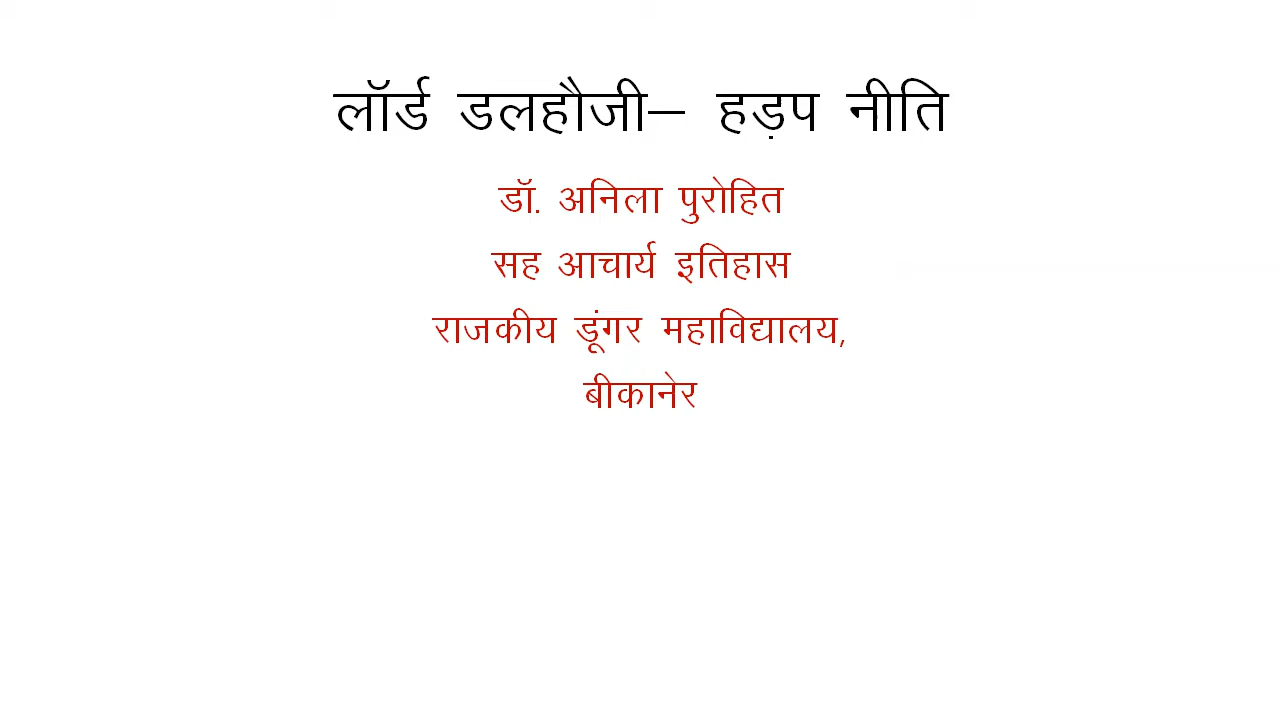 लॉर्ड डलहौजी– हड़प नीति
डॉ. अनिला पुरोहित
सह आचार्य इतिहास
राजकीय डूंगर महाविद्यालय,
बीकानेर